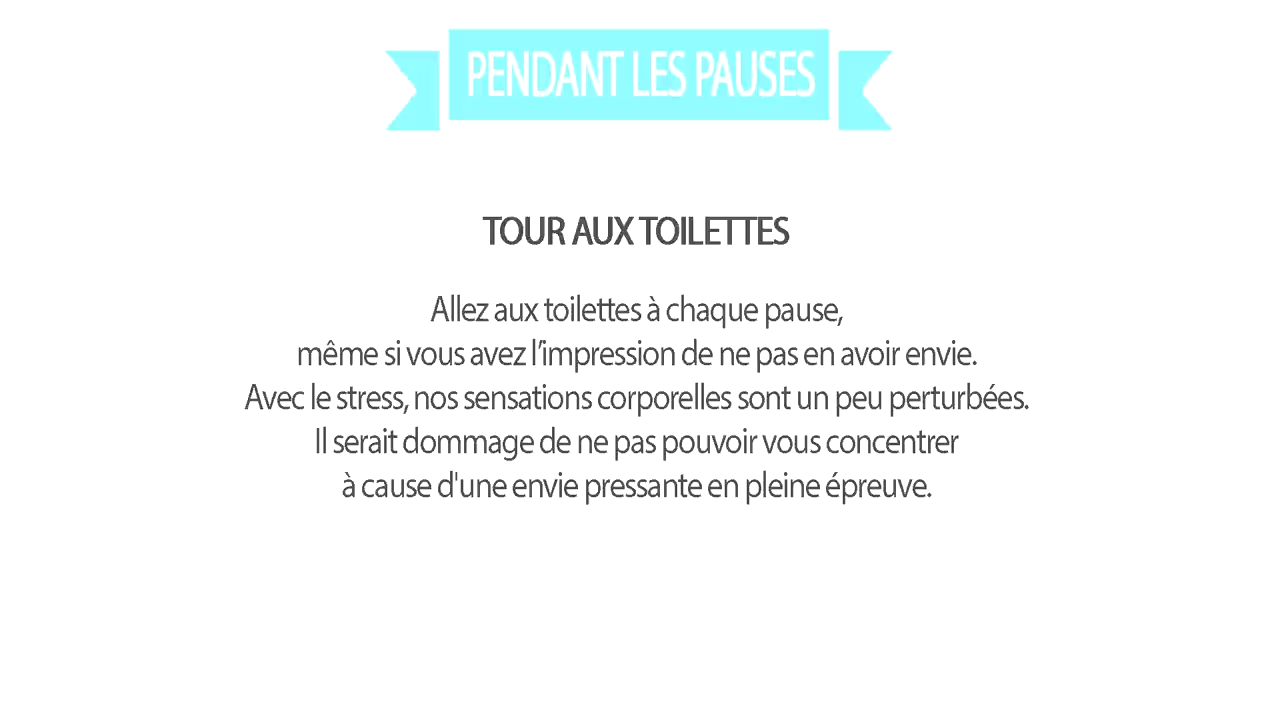 PENDANT LES PAUSES
TOUR AUX TOILETTES
Allez aux toilettes à chaque pause,
même si vous avez l’impression de ne pas en avoir envie.
Avec le stress, nos sensations corporelles sont un peu perturbées.
Il serait dommage de ne pas pouvoir vous concentrer
à cause d'une envie pressante en pleine épreuve.